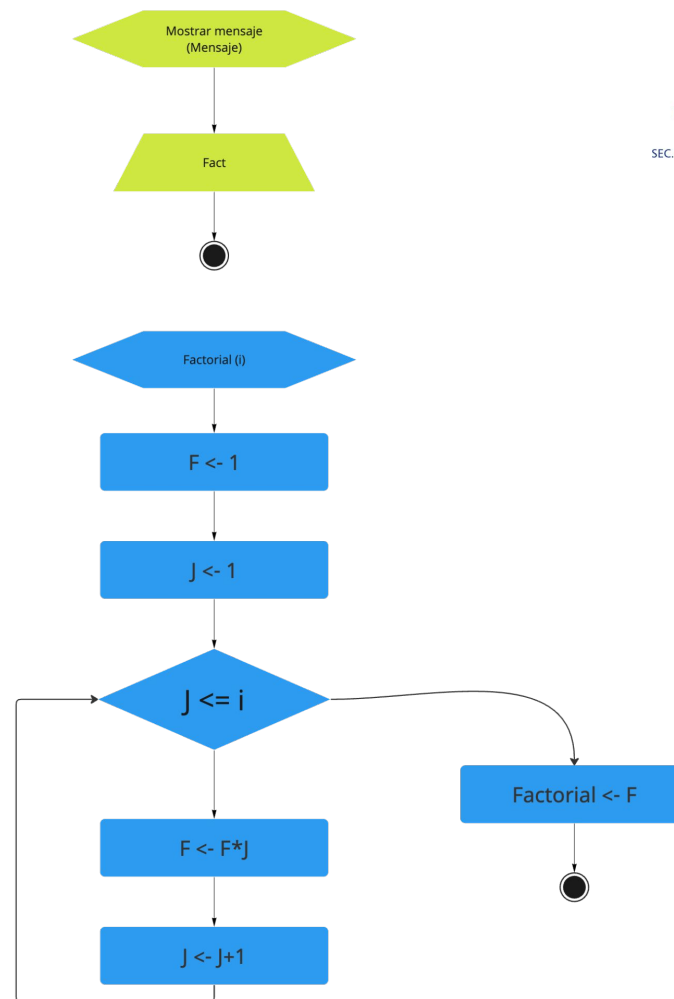 Mostrar mensaje
(Mensaje)
Fact
SEC.
Factorial (i)
F <- 1
J <- 1
J <= i
Factorial <- F
F <- F*J
J <- J+1